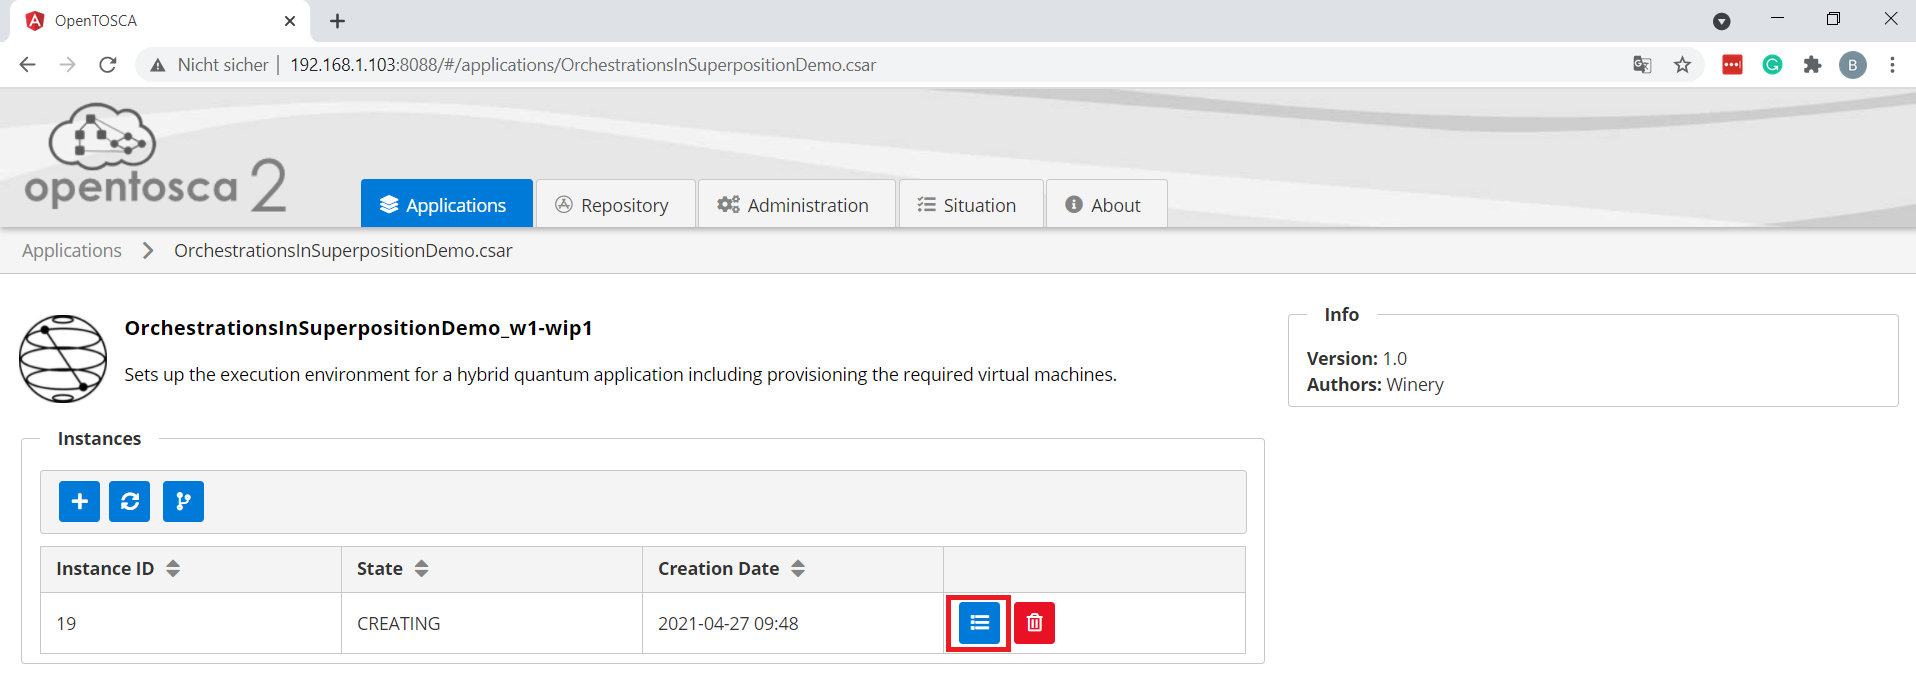 OpenTOSCA
Nicht sicher | 192.168.1.103:8088/#/applications/OrchestrationsInSuperpositionDemo.csar
B
opentosca 2
Applications
Repository
Administration
Situation
About
Applications > OrchestrationsInSuperpositionDemo.csar
OrchestrationsInSuperpositionDemo_w1-wip1
Sets up the execution environment for a hybrid quantum application including provisioning the required virtual machines.
Info
Version: 1.0
Authors: Winery
Instances
Instance ID State Creation Date
19 CREATING 2021-04-27 09:48